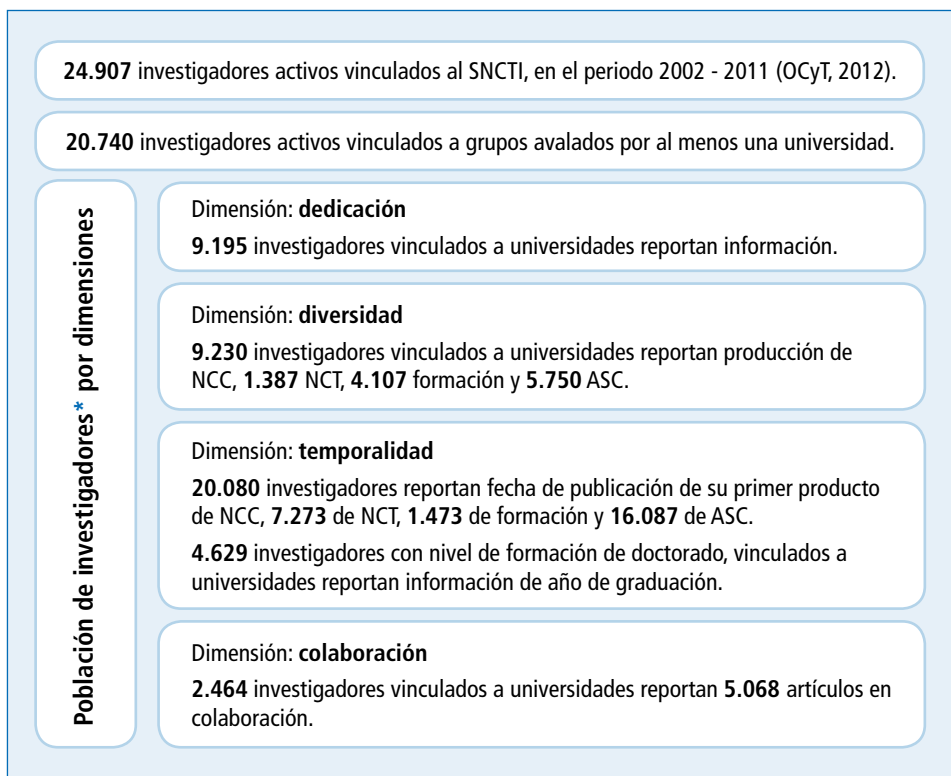 24.907 investigadores activos vinculados al SNCTI, en el periodo 2002 - 2011 (OCyT, 2012).
20.740 investigadores activos vinculados a grupos avalados por al menos una universidad.
Población de investigadores* por dimensiones
Dimensión: dedicación
9.195 investigadores vinculados a universidades reportan información.
Dimensión: diversidad
9.230 investigadores vinculados a universidades reportan producción de
NCC, 1.387 NCT, 4.107 formación y 5.750 ASC.
Dimensión: temporalidad
20.080 investigadores reportan fecha de publicación de su primer producto
de NCC, 7.273 de NCT, 1.473 de formación y 16.087 de ASC.
4.629 investigadores con nivel de formación de doctorado, vinculados a
universidades reportan información de año de graduación.
Dimensión: colaboración
2.464 investigadores vinculados a universidades reportan 5.068 artículos en
colaboración.